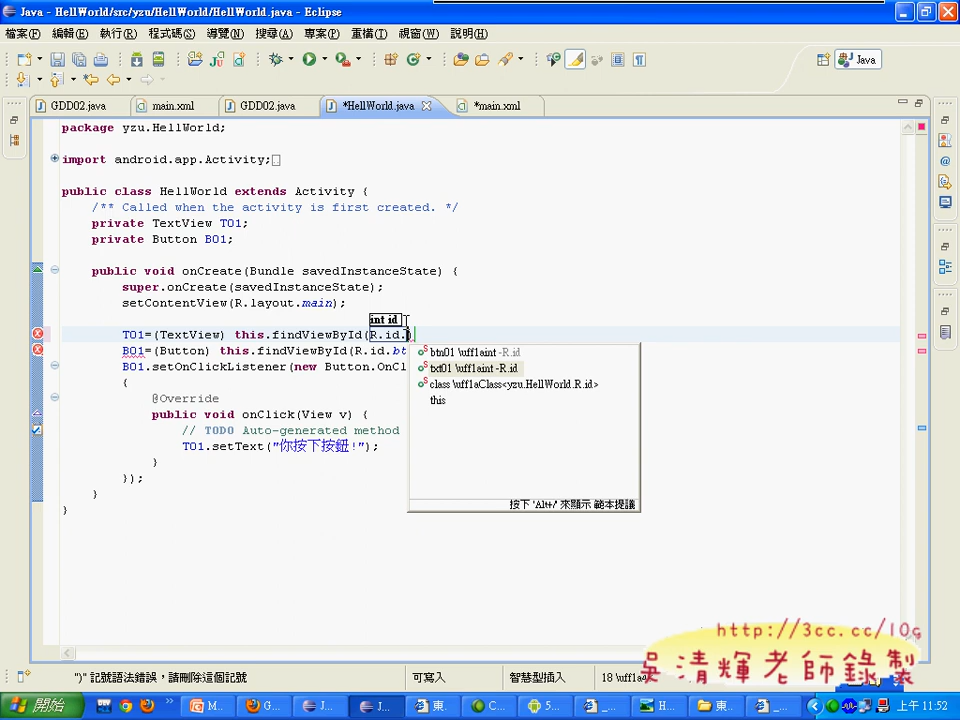 Java - HellWorld/src/yzu/HellWorld/HellWorld.java - Eclipse
檔案(F) 編輯(E) 執行(R) 程式碼(S) 導覽(N) 搜尋(A) 專案(P) 重構(T) 視窗(W) 說明(H)
Java
GDD02.java main.xml GDD02.java *HellWorld.java *main.xml
package yzu.HellWorld;
import android.app.Activity;
public class HellWorld extends Activity {
/** Called when the activity is first created. */
private TextView TO1;
private Button BO1;
public void onCreate(Bundle savedInstanceState) {
super.onCreate(savedInstanceState);
setContentView(R.layout.main);
int id
TO1=(TextView) this.findViewById(R.id.)
BO1=(Button) this.findViewById(R.id.bt
BO1.setOnClickListener(new Button.OnCl
{
@Override
public void onClick(View v) {
// TODO Auto-generated method
TO1.setText("你按下按鈕!");
}
});
}
}
btn01 \uff1aint - R.id
txt01 \uff1aint - R.id
class \uff1aClass<yzu.HellWorld.R.id>
this
按下 'Alt+/' 來顯示 範本提議
http://3cc.cc/10g
吳清輝老師錄製
")" 記號語法錯誤，請刪除這個記號 可寫入 智慧型插入 18 \uff1a4
開始 M... G... J... J... 東... C... 5... _... H... 東... _... 上午 11:52